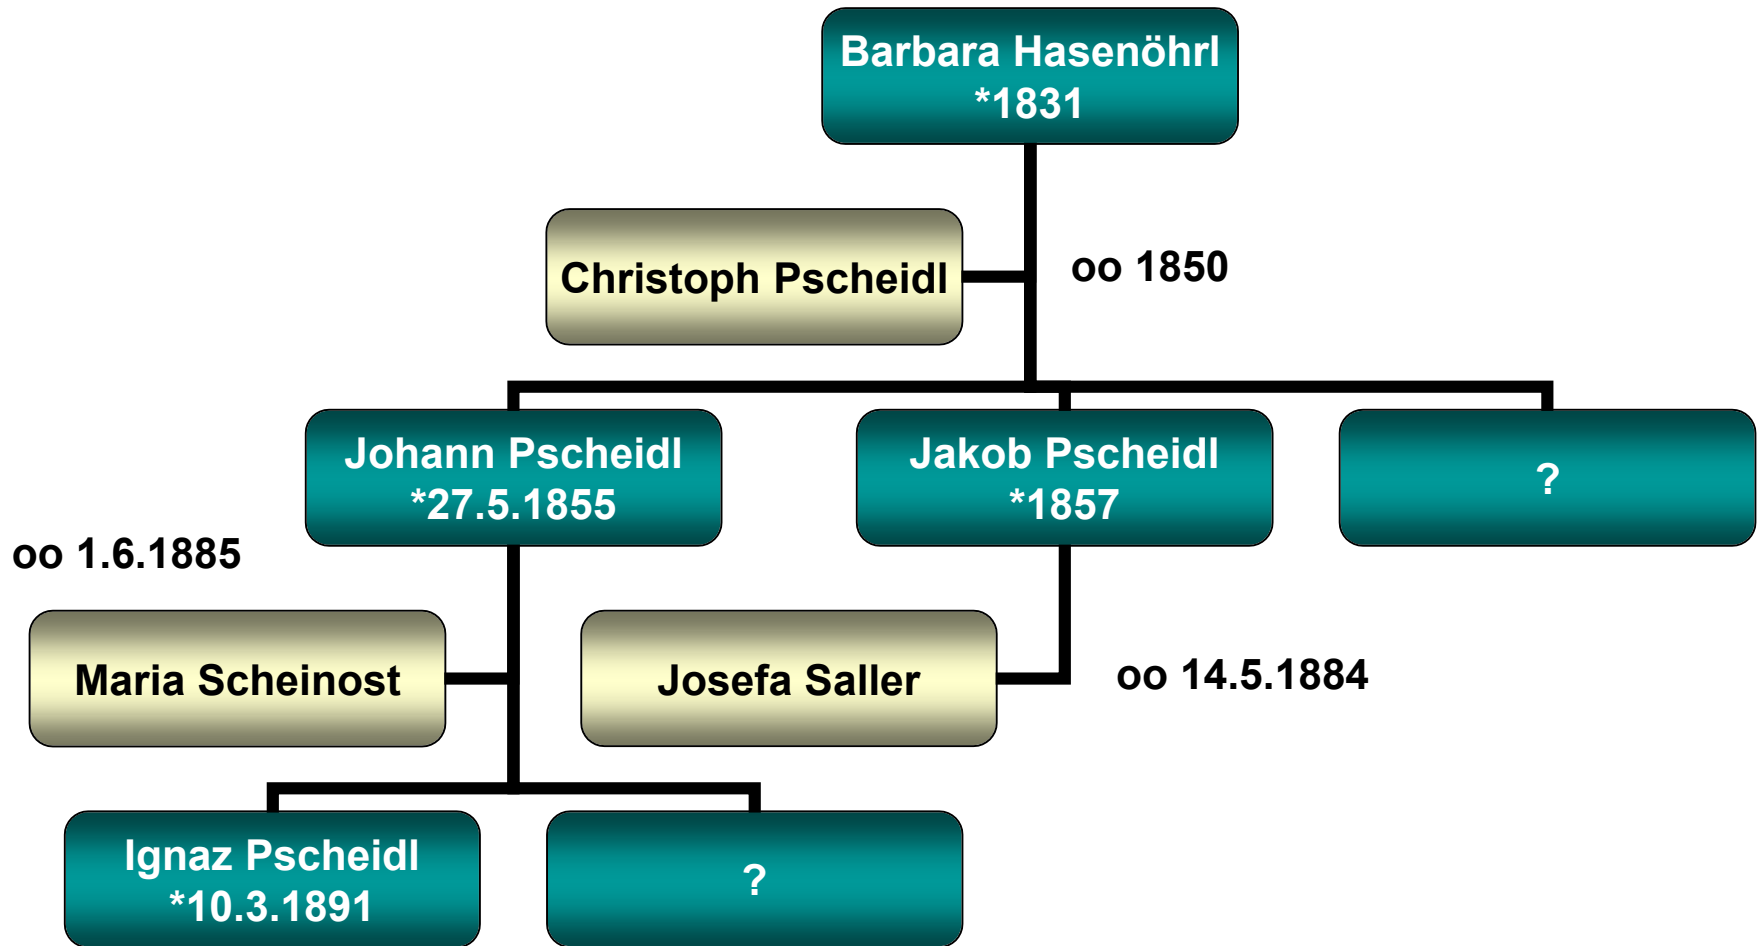 Barbara Hasenöhrl
*1831
Christoph Pscheidl
oo 1850
Johann Pscheidl
*27.5.1855
Jakob Pscheidl
*1857
?
oo 1.6.1885
Maria Scheinost
Josefa Saller
oo 14.5.1884
Ignaz Pscheidl
*10.3.1891
?